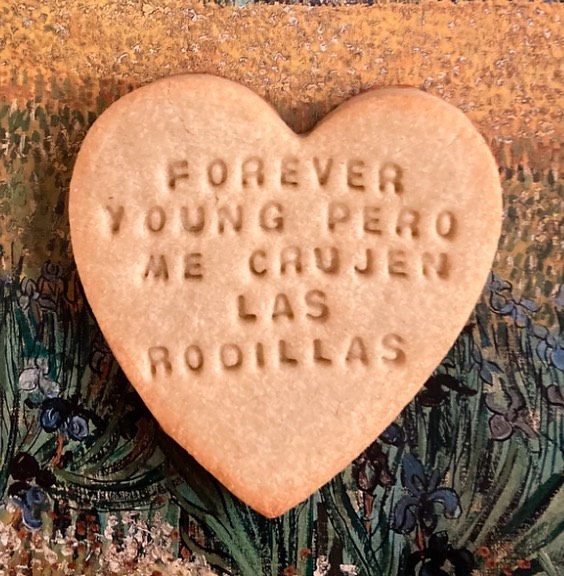 FOREVER
YOUNG PERO
ME CRUJEN
LAS
RODILLAS